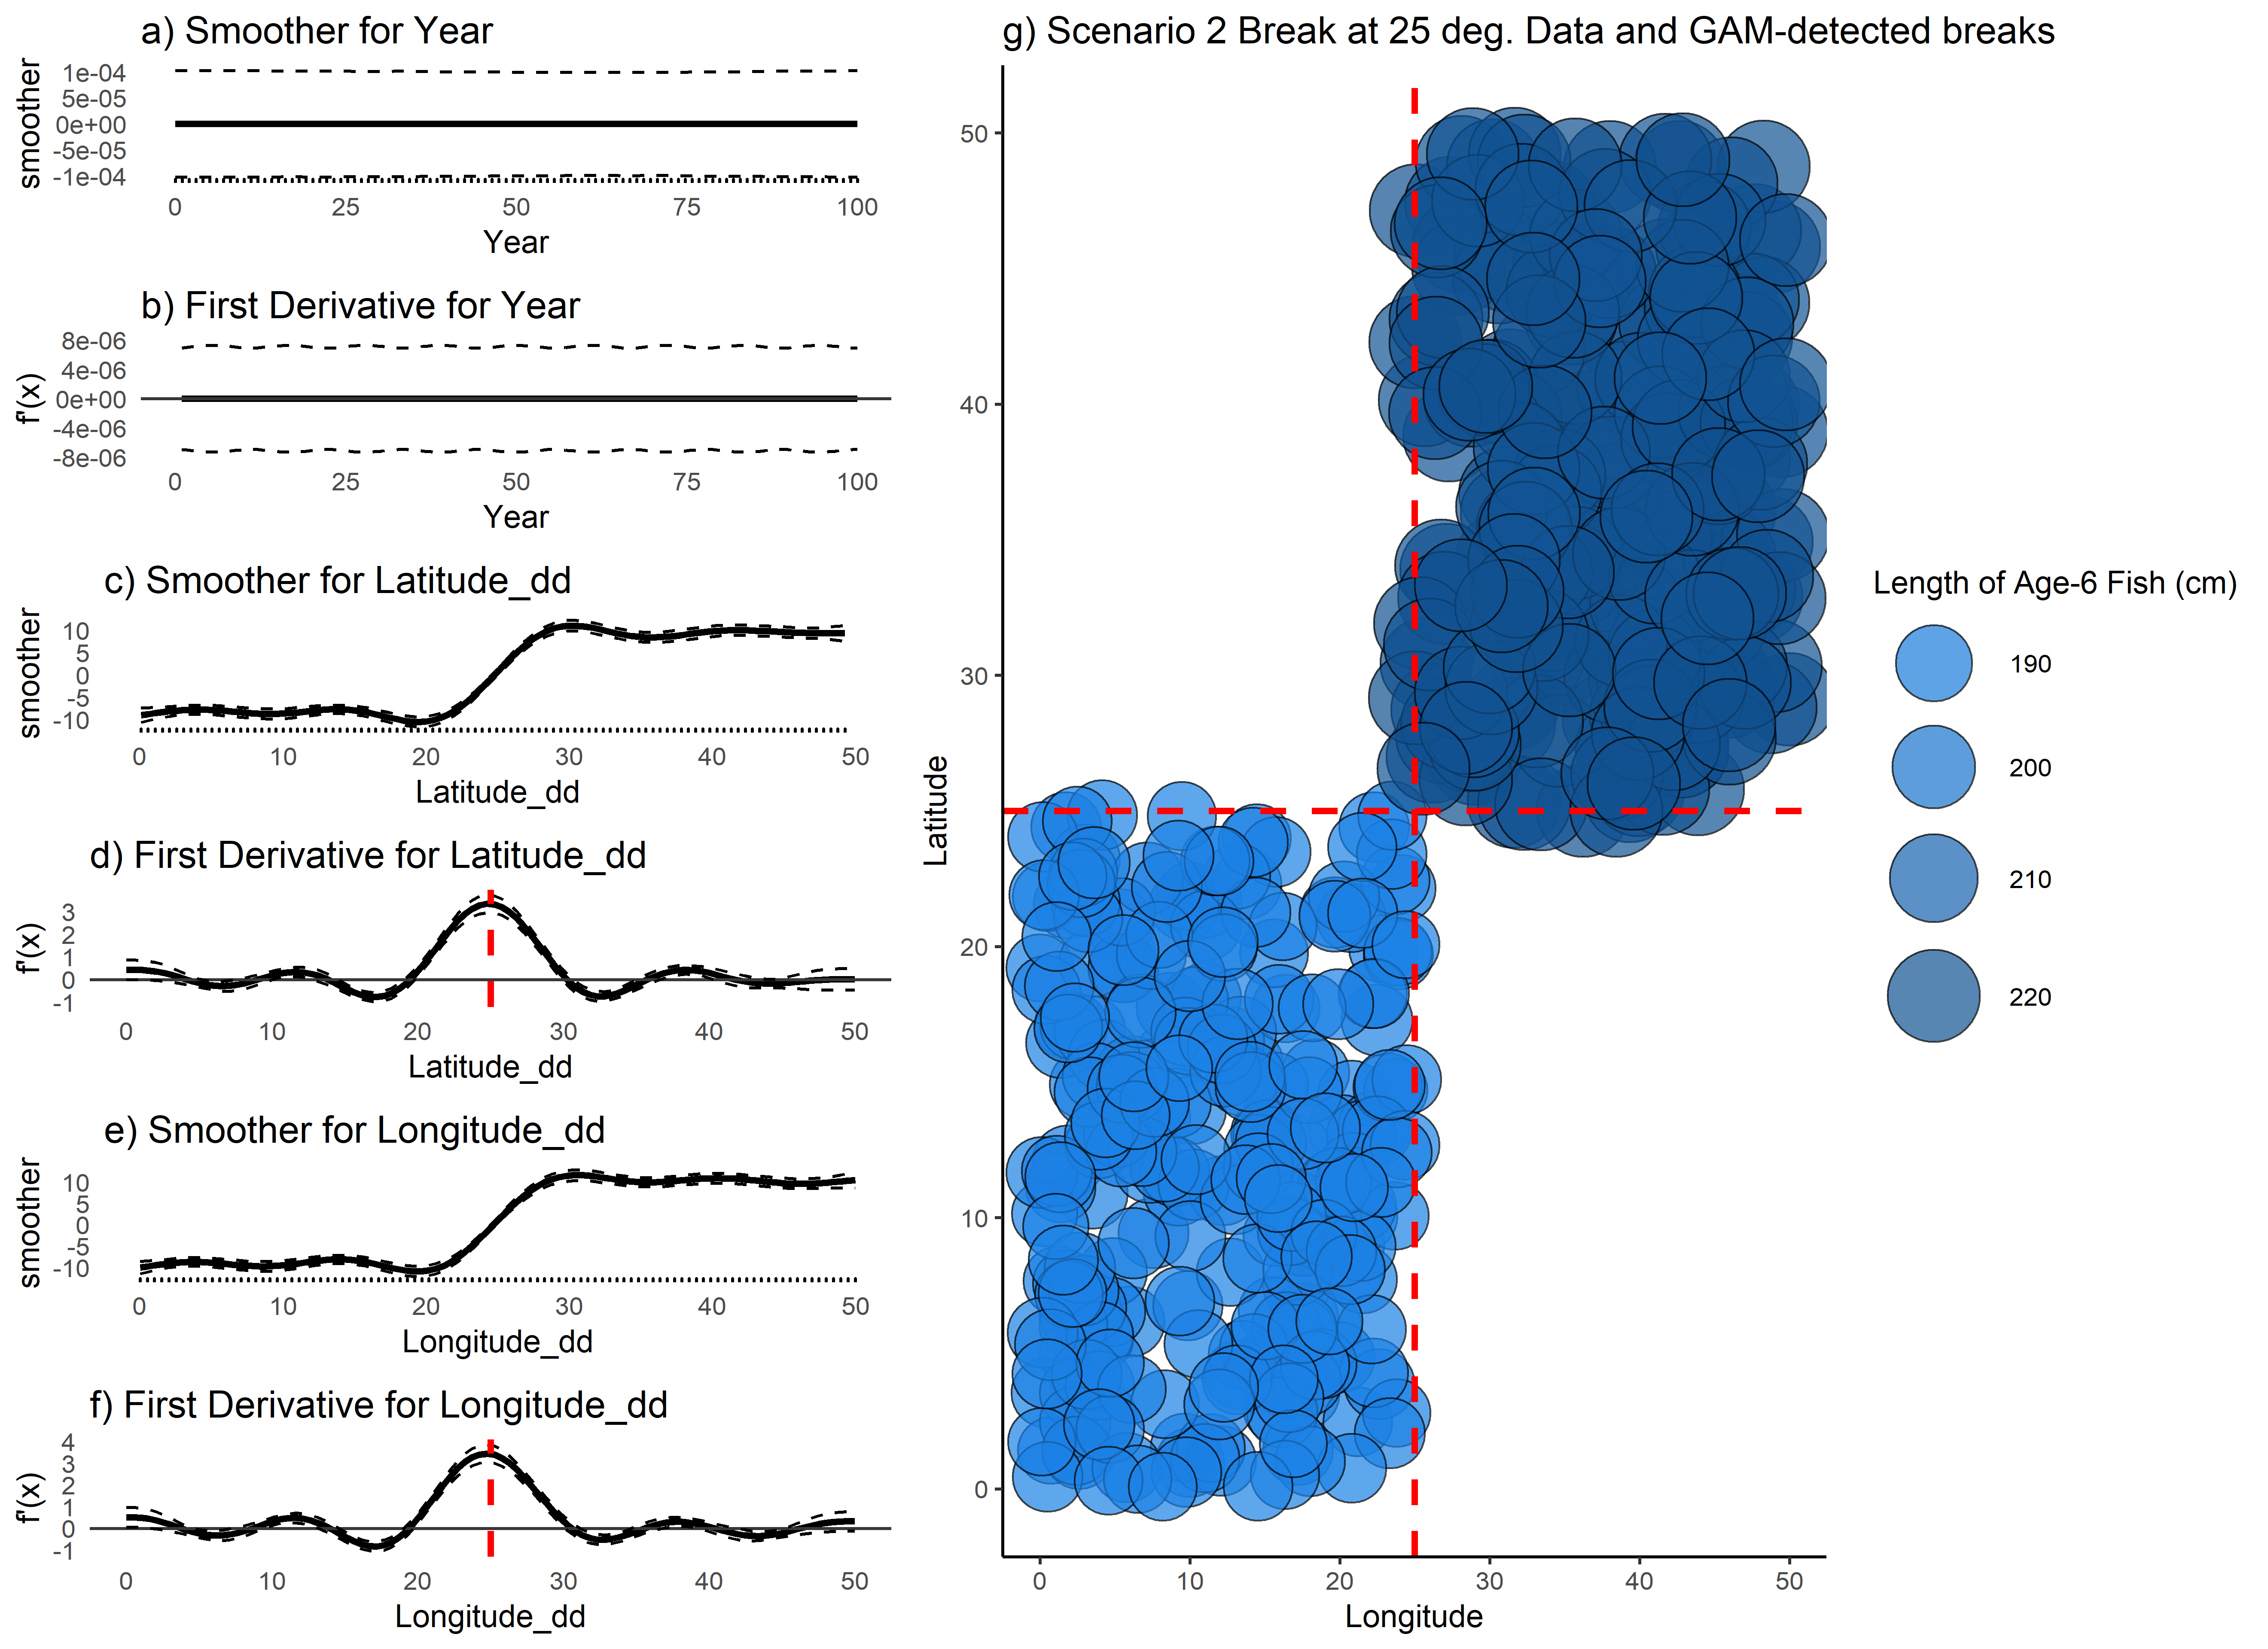 a) Smoother for Year
smoother
1e-04
5e-05
0e+00
-5e-05
-1e-04
0 25 50 75 100
Year
b) First Derivative for Year
f'(x)
8e-06
4e-06
0e+00
-4e-06
-8e-06
0 25 50 75 100
Year
c) Smoother for Latitude_dd
smoother
10
5
0
-5
-10
0 10 20 30 40 50
Latitude_dd
d) First Derivative for Latitude_dd
f'(x)
3
2
1
0
-1
0 10 20 30 40 50
Latitude_dd
e) Smoother for Longitude_dd
smoother
10
5
0
-5
-10
0 10 20 30 40 50
Longitude_dd
f) First Derivative for Longitude_dd
f'(x)
4
3
2
1
0
-1
0 10 20 30 40 50
Longitude_dd
g) Scenario 2 Break at 25 deg. Data and GAM-detected breaks
Latitude
50
40
30
20
10
0
0 10 20 30 40 50
Longitude
Length of Age-6 Fish (cm)
190
200
210
220